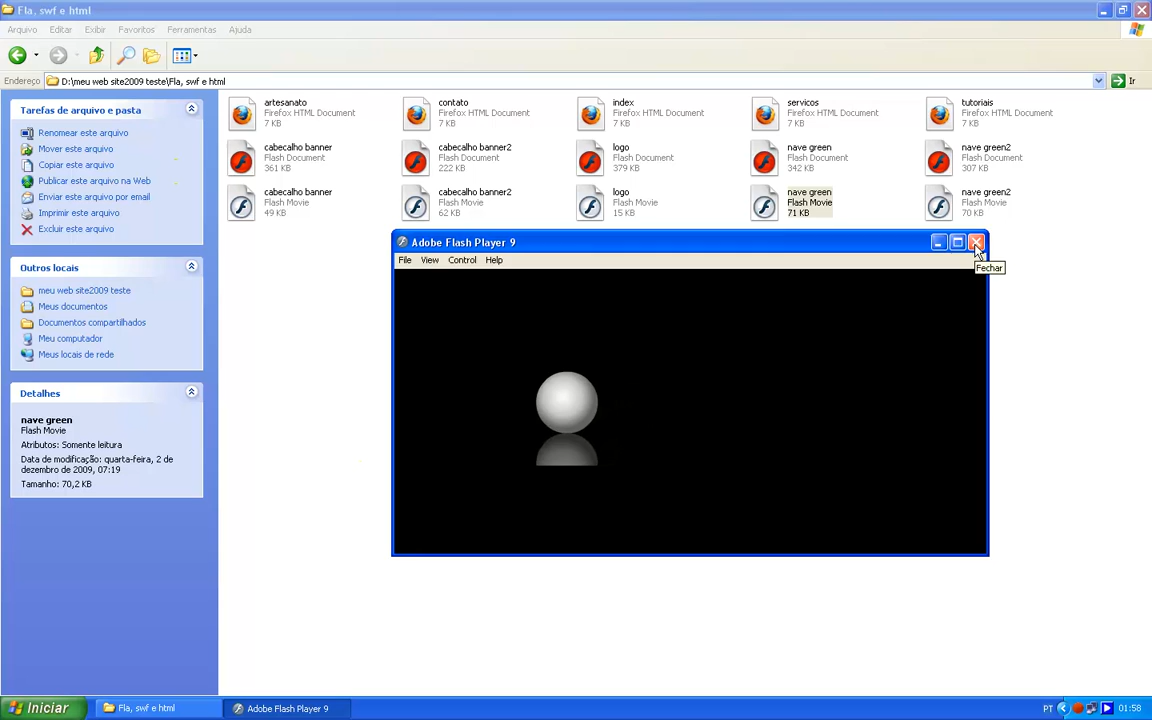 Fla, swf e html
Arquivo Editar Exibir Favoritos Ferramentas Ajuda
Endereço D:\meu web site2009 teste\Fla, swf e html Ir
Tarefas de arquivo e pasta
Renomear este arquivo
Mover este arquivo
Copiar este arquivo
Publicar este arquivo na Web
Enviar este arquivo por email
Imprimir este arquivo
Excluir este arquivo
Outros locais
meu web site2009 teste
Meus documentos
Documentos compartilhados
Meu computador
Meus locais de rede
Detalhes
nave green
Flash Movie
Atributos: Somente leitura
Data de modificação: quarta-feira, 2 de
dezembro de 2009, 07:19
Tamanho: 70,2 KB
artesanato
Firefox HTML Document
7 KB
contato
Firefox HTML Document
7 KB
index
Firefox HTML Document
7 KB
servicos
Firefox HTML Document
7 KB
tutoriais
Firefox HTML Document
7 KB
cabecalho banner
Flash Document
361 KB
cabecalho banner2
Flash Document
222 KB
logo
Flash Document
379 KB
nave green
Flash Document
342 KB
nave green2
Flash Document
307 KB
cabecalho banner
Flash Movie
49 KB
cabecalho banner2
Flash Movie
62 KB
logo
Flash Movie
15 KB
nave green
Flash Movie
71 KB
nave green2
Flash Movie
70 KB
Adobe Flash Player 9
File View Control Help
Fechar
Iniciar Fla, swf e html Adobe Flash Player 9 PT 01:58